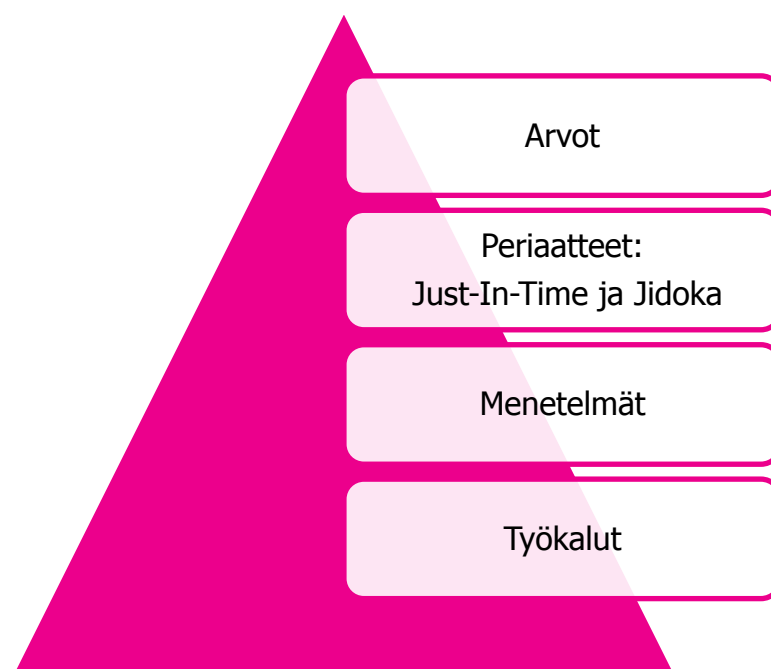 Arvot
Periaatteet:
Just-In-Time ja Jidoka
Menetelmät
Työkalut